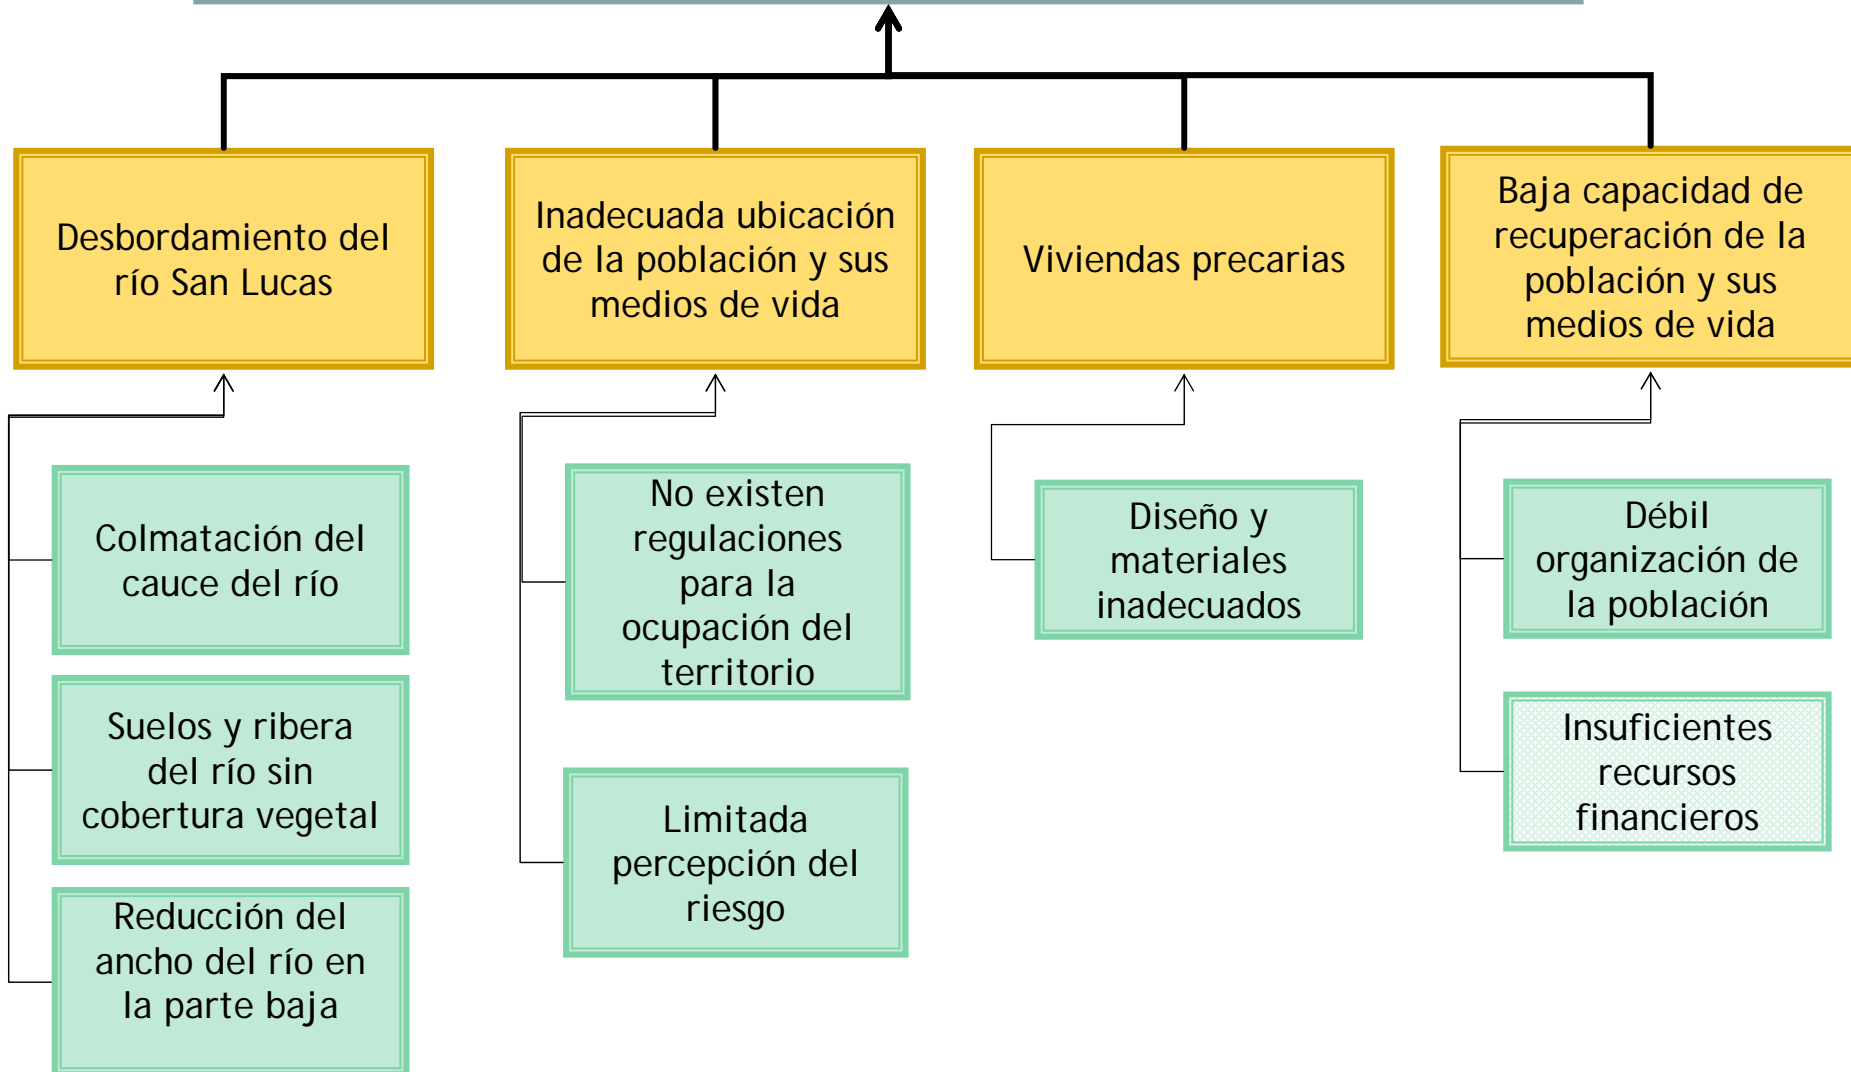 Desbordamiento del
río San Lucas
Inadecuada ubicación
de la población y sus
medios de vida
Viviendas precarias
Baja capacidad de
recuperación de la
población y sus
medios de vida
Colmatación del
cauce del río
Suelos y ribera
del río sin
cobertura vegetal
Reducción del
ancho del río en
la parte baja
No existen
regulaciones
para la
ocupación del
territorio
Limitada
percepción del
riesgo
Diseño y
materiales
inadecuados
Débil
organización de
la población
Insuficientes
recursos
financieros